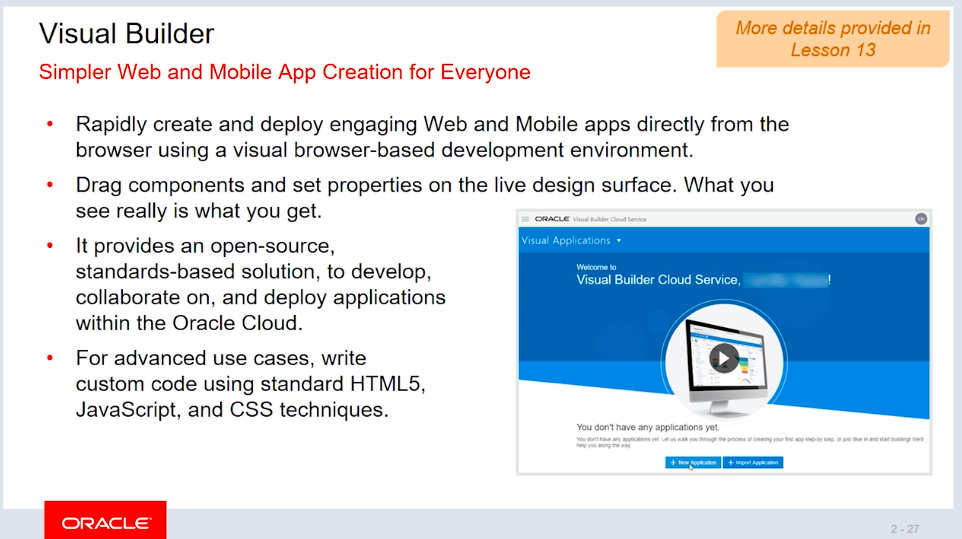 Visual Builder
More details provided in
Lesson 13
Simpler Web and Mobile App Creation for Everyone
• Rapidly create and deploy engaging Web and Mobile apps directly from the
browser using a visual browser-based development environment.
• Drag components and set properties on the live design surface. What you
see really is what you get.
• It provides an open-source,
standards-based solution, to develop,
collaborate on, and deploy applications
within the Oracle Cloud.
• For advanced use cases, write
custom code using standard HTML5,
JavaScript, and CSS techniques.
ORACLE Visual Builder Cloud Service
Visual Applications
Welcome to
Visual Builder Cloud Service, !
You don't have any applications yet.
You don't have any applications yet. Let us walk you through the process of creating your first app step-by step, or just dive in and start building! We'll
help you along the way.
+ New Application + Import Application
ORACLE
2 - 27